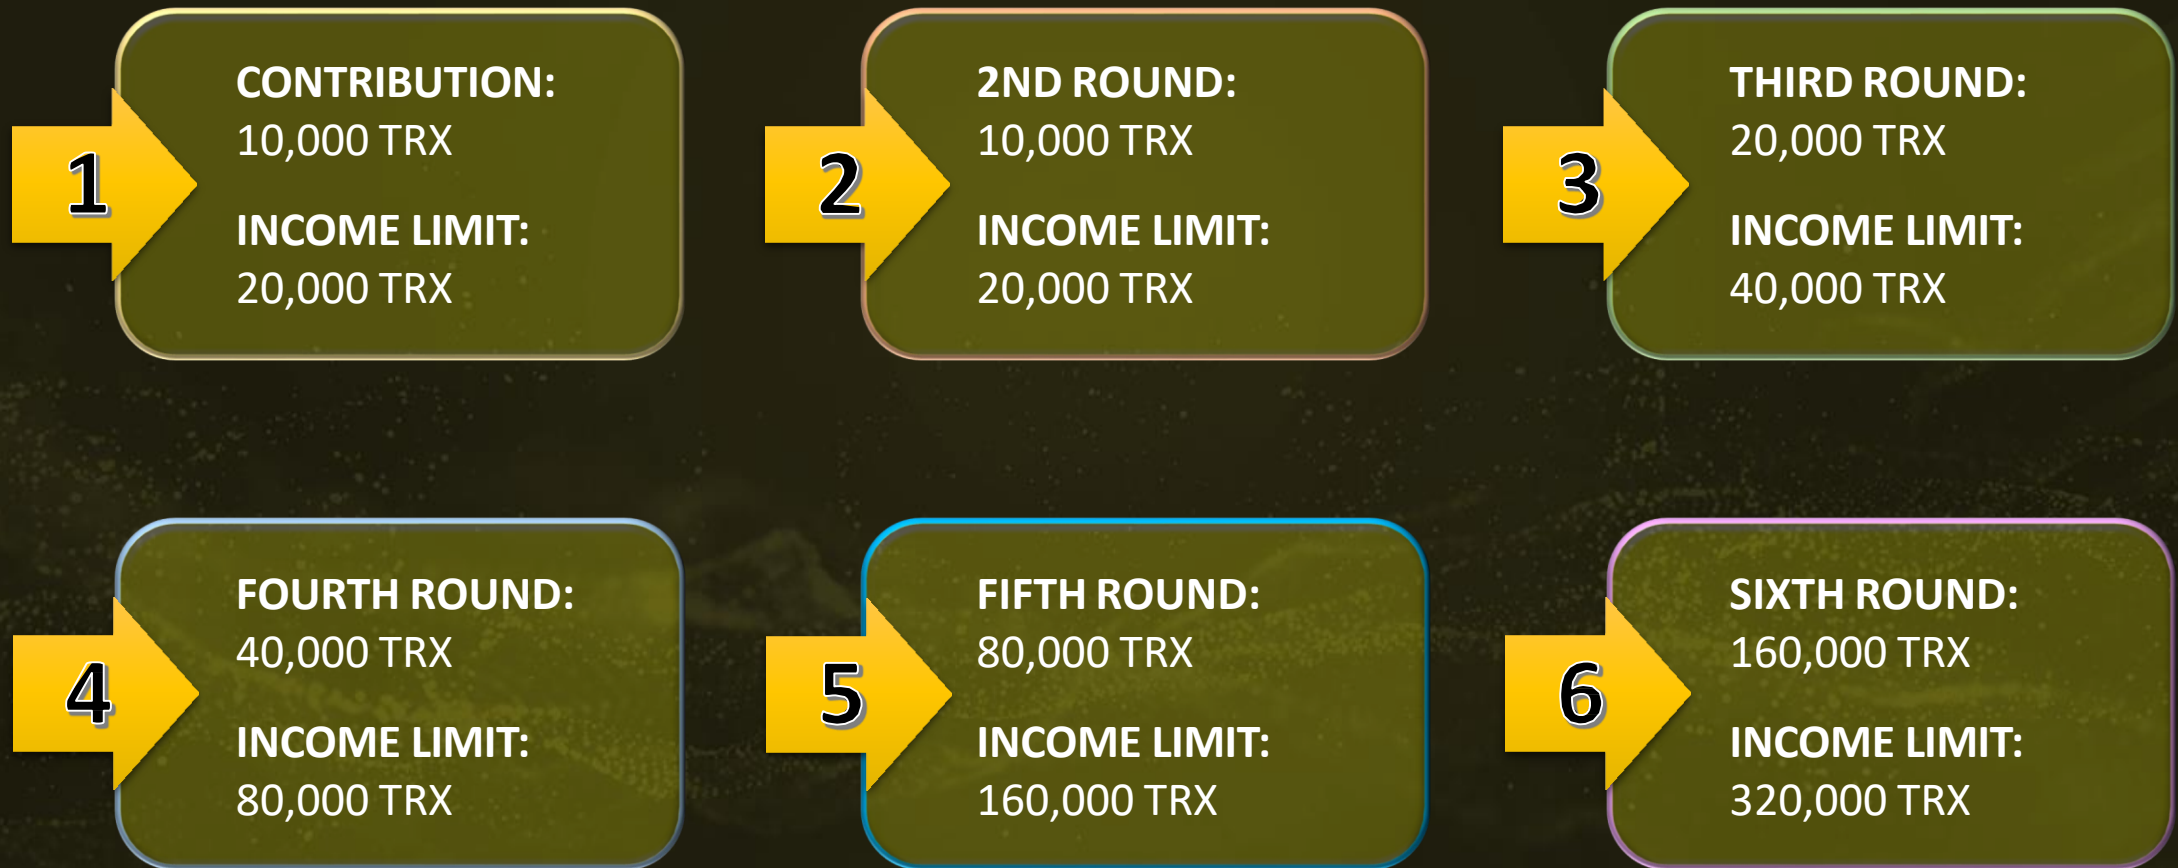 1
CONTRIBUTION:
10,000 TRX
INCOME LIMIT:
20,000 TRX
2
2ND ROUND:
10,000 TRX
INCOME LIMIT:
20,000 TRX
3
THIRD ROUND:
20,000 TRX
INCOME LIMIT:
40,000 TRX
4
FOURTH ROUND:
40,000 TRX
INCOME LIMIT:
80,000 TRX
5
FIFTH ROUND:
80,000 TRX
INCOME LIMIT:
160,000 TRX
6
SIXTH ROUND:
160,000 TRX
INCOME LIMIT:
320,000 TRX